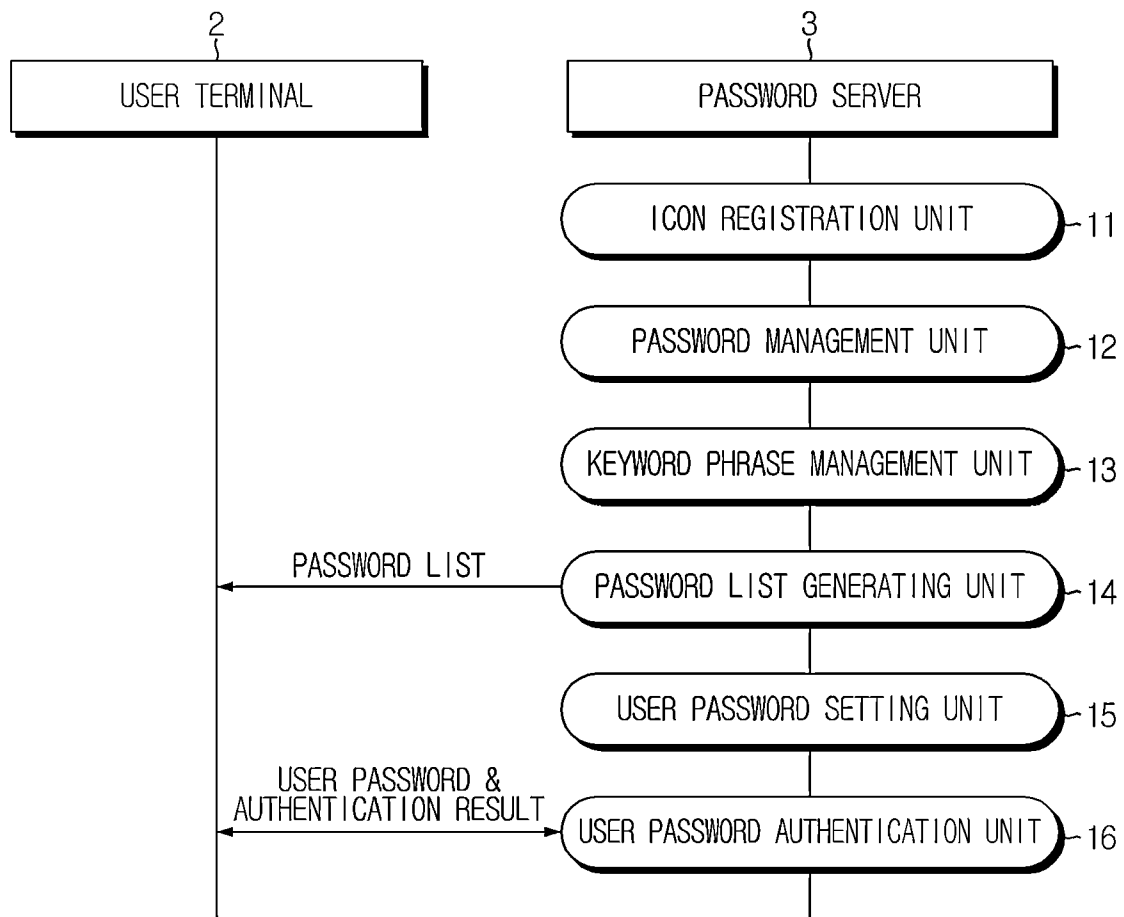 2
3
USER TERMINAL
PASSWORD SERVER
ICON REGISTRATION UNIT
11
PASSWORD MANAGEMENT UNIT
12
KEYWORD PHRASE MANAGEMENT UNIT
13
PASSWORD LIST
PASSWORD LIST GENERATING UNIT
14
USER PASSWORD SETTING UNIT
15
USER PASSWORD &
AUTHENTICATION RESULT
USER PASSWORD AUTHENTICATION UNIT
16